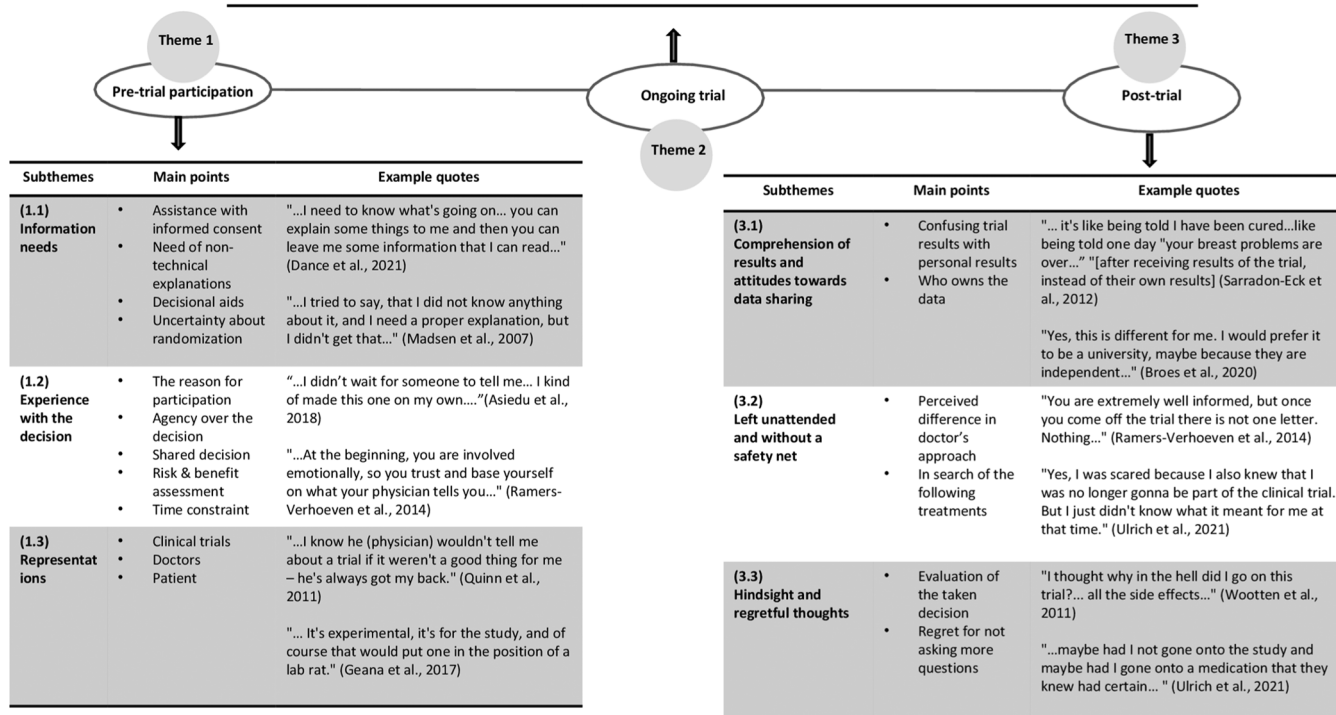 Theme 1
Theme 3
Pre-trial participation
Ongoing trial
Post-trial
Theme 2
Subthemes
Main points
Example quotes
(1.1)
Information
needs
• Assistance with
informed consent
• Need of non-
technical
explanations
• Decisional aids
• Uncertainty about
randomization
"...I need to know what's going on... you can
explain some things to me and then you can
leave me some information that I can read..."
(Dance et al., 2021)
"...I tried to say, that I did not know anything
about it, and I need a proper explanation, but
I didn't get that..." (Madsen et al., 2007)
(1.2)
Experience
with the
decision
• The reason for
participation
• Agency over the
decision
• Shared decision
• Risk & benefit
assessment
• Time constraint
“...I didn’t wait for someone to tell me... I kind
of made this one on my own....”(Asiedu et al.,
2018)
"...At the beginning, you are involved
emotionally, so you trust and base yourself
on what your physician tells you..." (Ramers-
Verhoeven et al., 2014)
(1.3)
Representat
ions
• Clinical trials
• Doctors
• Patient
"...I know he (physician) wouldn't tell me
about a trial if it weren't a good thing for me
– he's always got my back." (Quinn et al.,
2011)
"... It's experimental, it's for the study, and of
course that would put one in the position of a
lab rat." (Geana et al., 2017)
Subthemes
Main points
Example quotes
(3.1)
Comprehension of
results and
attitudes towards
data sharing
• Confusing trial
results with
personal results
• Who owns the
data
"... it's like being told I have been cured...like
being told one day "your breast problems are
over...” "[after receiving results of the trial,
instead of their own results] (Sarradon-Eck et
al., 2012)
"Yes, this is different for me. I would prefer it
to be a university, maybe because they are
independent..." (Broes et al., 2020)
(3.2)
Left unattended
and without a
safety net
• Perceived
difference in
doctor’s
approach
• In search of the
following
treatments
"You are extremely well informed, but once
you come off the trial there is not one letter.
Nothing..." (Ramers-Verhoeven et al., 2014)
"Yes, I was scared because I also knew that I
was no longer gonna be part of the clinical trial.
But I just didn't know what it meant for me at
that time." (Ulrich et al., 2021)
(3.3)
Hindsight and
regretful thoughts
• Evaluation of
the taken
decision
• Regret for not
asking more
questions
"I thought why in the hell did I go on this
trial?... all the side effects..." (Wootten et al.,
2011)
"...maybe had I not gone onto the study and
maybe had I gone onto a medication that they
knew had certain... " (Ulrich et al., 2021)